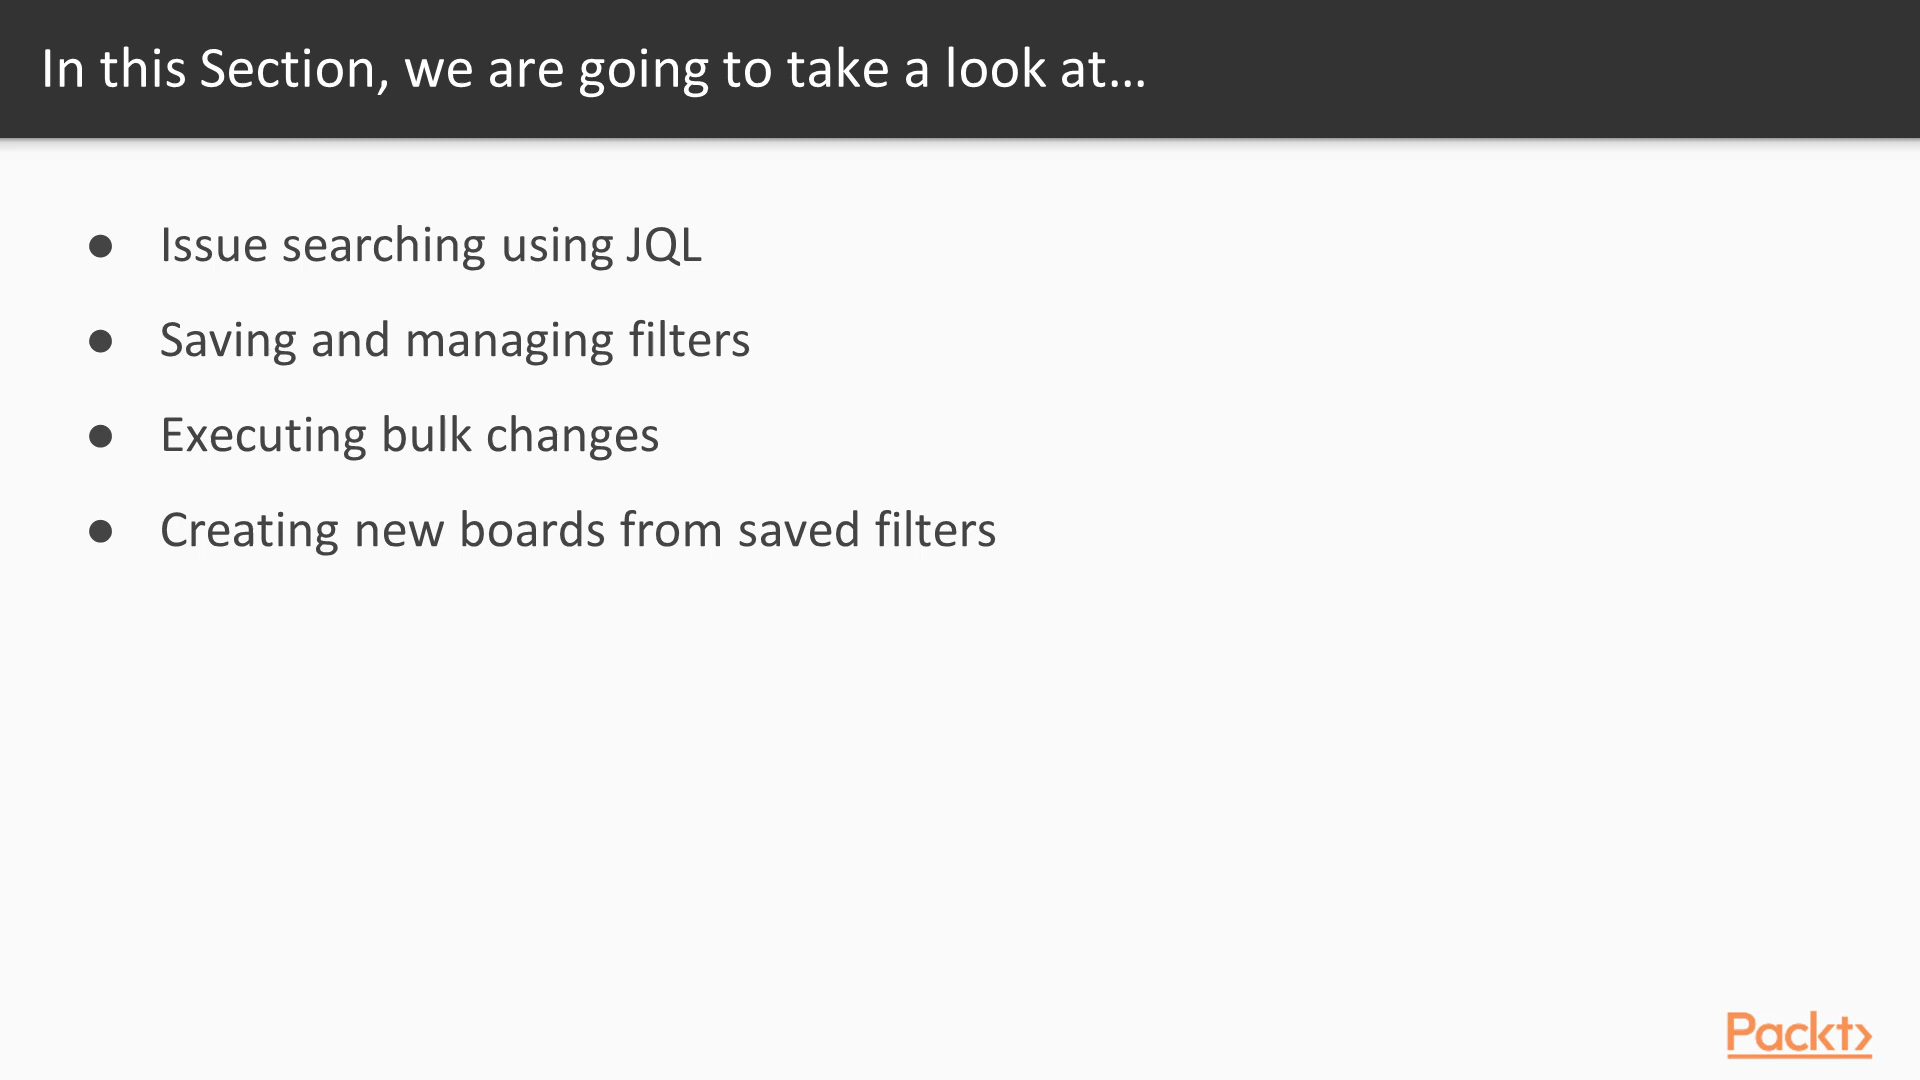 In this Section, we are going to take a look at…
● Issue searching using JQL
● Saving and managing filters
● Executing bulk changes
● Creating new boards from saved filters
Packt>